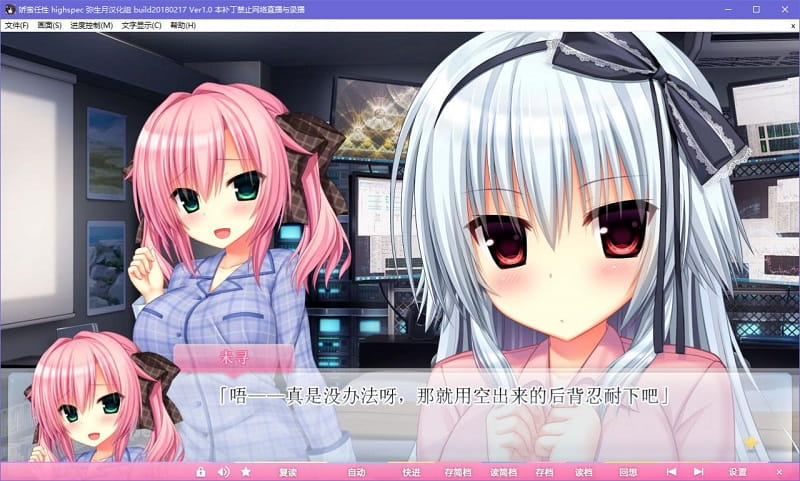 娇蛮任性 highspec 弥生月汉化组 build20180217 Ver1.0 本补丁禁止网络直播与录播
文件(F) 画面(S) 进度控制(M) 文字显示(C) 帮助(H)
未寻
「唔——真是没办法呀，那就用空出来的后背忍耐下吧」
复读 自动 快进 存简档 读简档 存档 读档 回想 设置